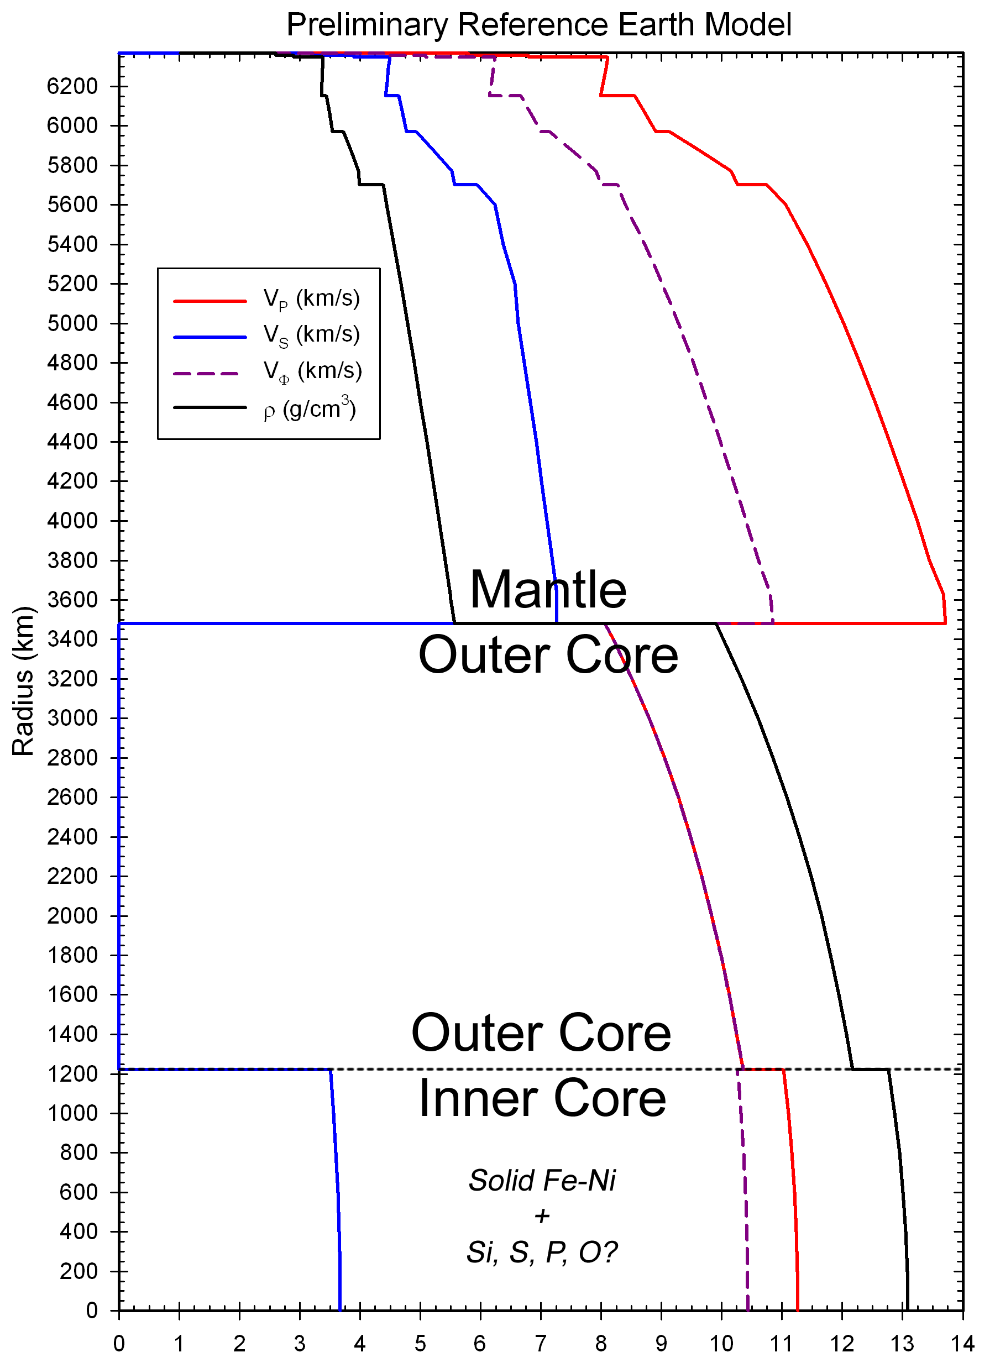 Preliminary Reference Earth Model
6200
6000
5800
5600
5400
5200
5000
4800
4600
4400
4200
4000
3800
3600
3400
3200
3000
2800
2600
2400
2200
2000
1800
1600
1400
1200
1000
800
600
400
200
0
Radius (km)
V_P (km/s)
V_S (km/s)
V_Φ (km/s)
ρ (g/cm³)
Mantle
Outer Core
Outer Core
Inner Core
Solid Fe-Ni
+
Si, S, P, O?
0 1 2 3 4 5 6 7 8 9 10 11 12 13 14